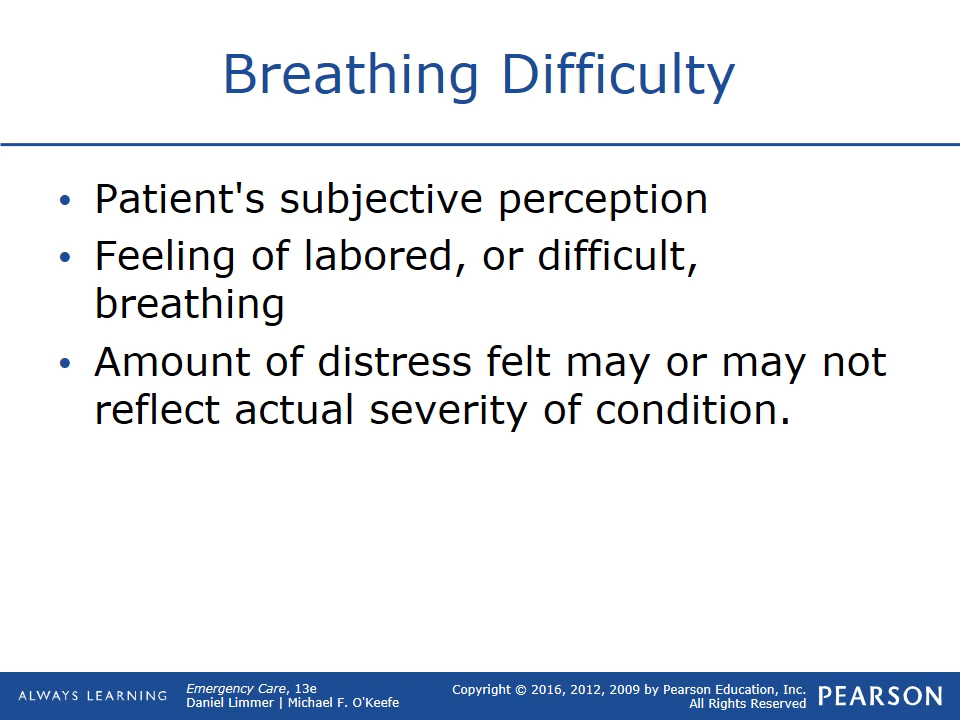 Breathing Difficulty
• Patient's subjective perception
• Feeling of labored, or difficult,
breathing
• Amount of distress felt may or may not
reflect actual severity of condition.
ALWAYS LEARNING
Emergency Care, 13e
Daniel Limmer | Michael F. O'Keefe
Copyright © 2016, 2012, 2009 by Pearson Education, Inc.
All Rights Reserved
PEARSON